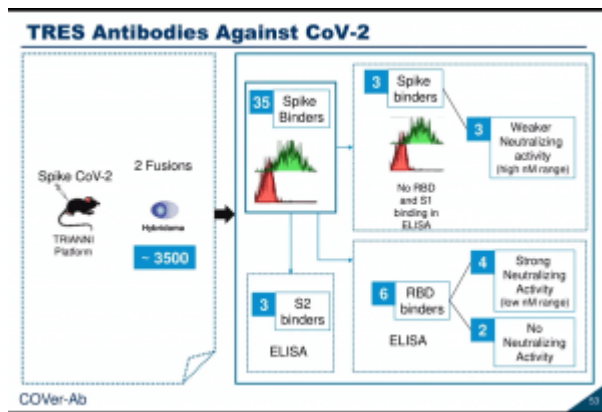 TRES Antibodies Against CoV-2
Spike CoV-2
TRIANNI
Platform
2 Fusions
Hybridoma
~ 3500
35
Spike
Binders
3
Spike
binders
No RBD
and S1
binding in
ELISA
3
Weaker
Neutralizing
activity
(high nM range)
3
S2
binders
ELISA
6
RBD
binders
ELISA
4
Strong
Neutralizing
Activity
(low nM range)
2
No
Neutralizing
Activity
COVer-Ab
53